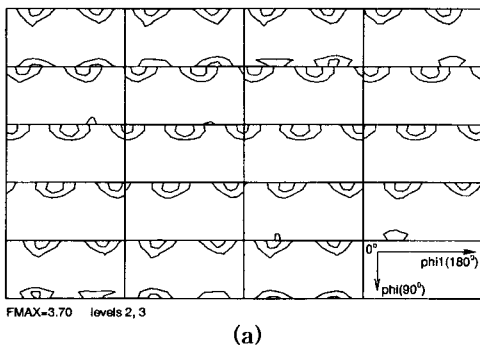 0°
phi1(180°)
phi(90°)
FMAX=3.70 levels 2, 3
(a)